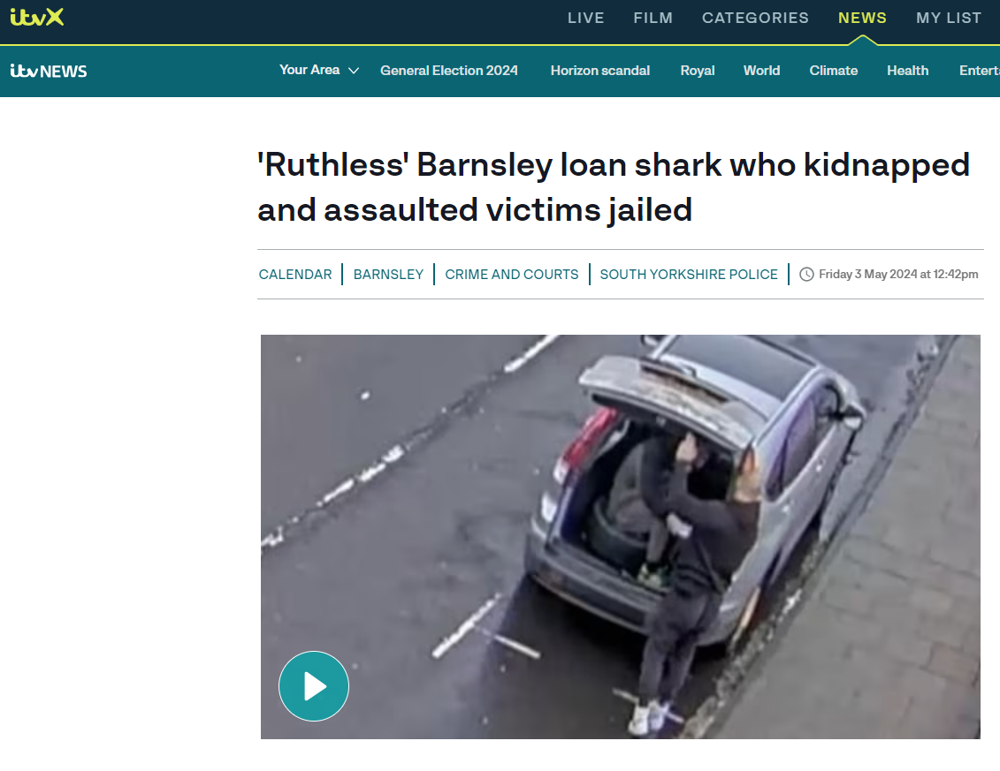 itvX
LIVE FILM CATEGORIES NEWS MY LIST
itv NEWS
Your Area General Election 2024 Horizon scandal Royal World Climate Health Entert
'Ruthless' Barnsley loan shark who kidnapped
and assaulted victims jailed
CALENDAR BARNSLEY CRIME AND COURTS SOUTH YORKSHIRE POLICE Friday 3 May 2024 at 12:42pm